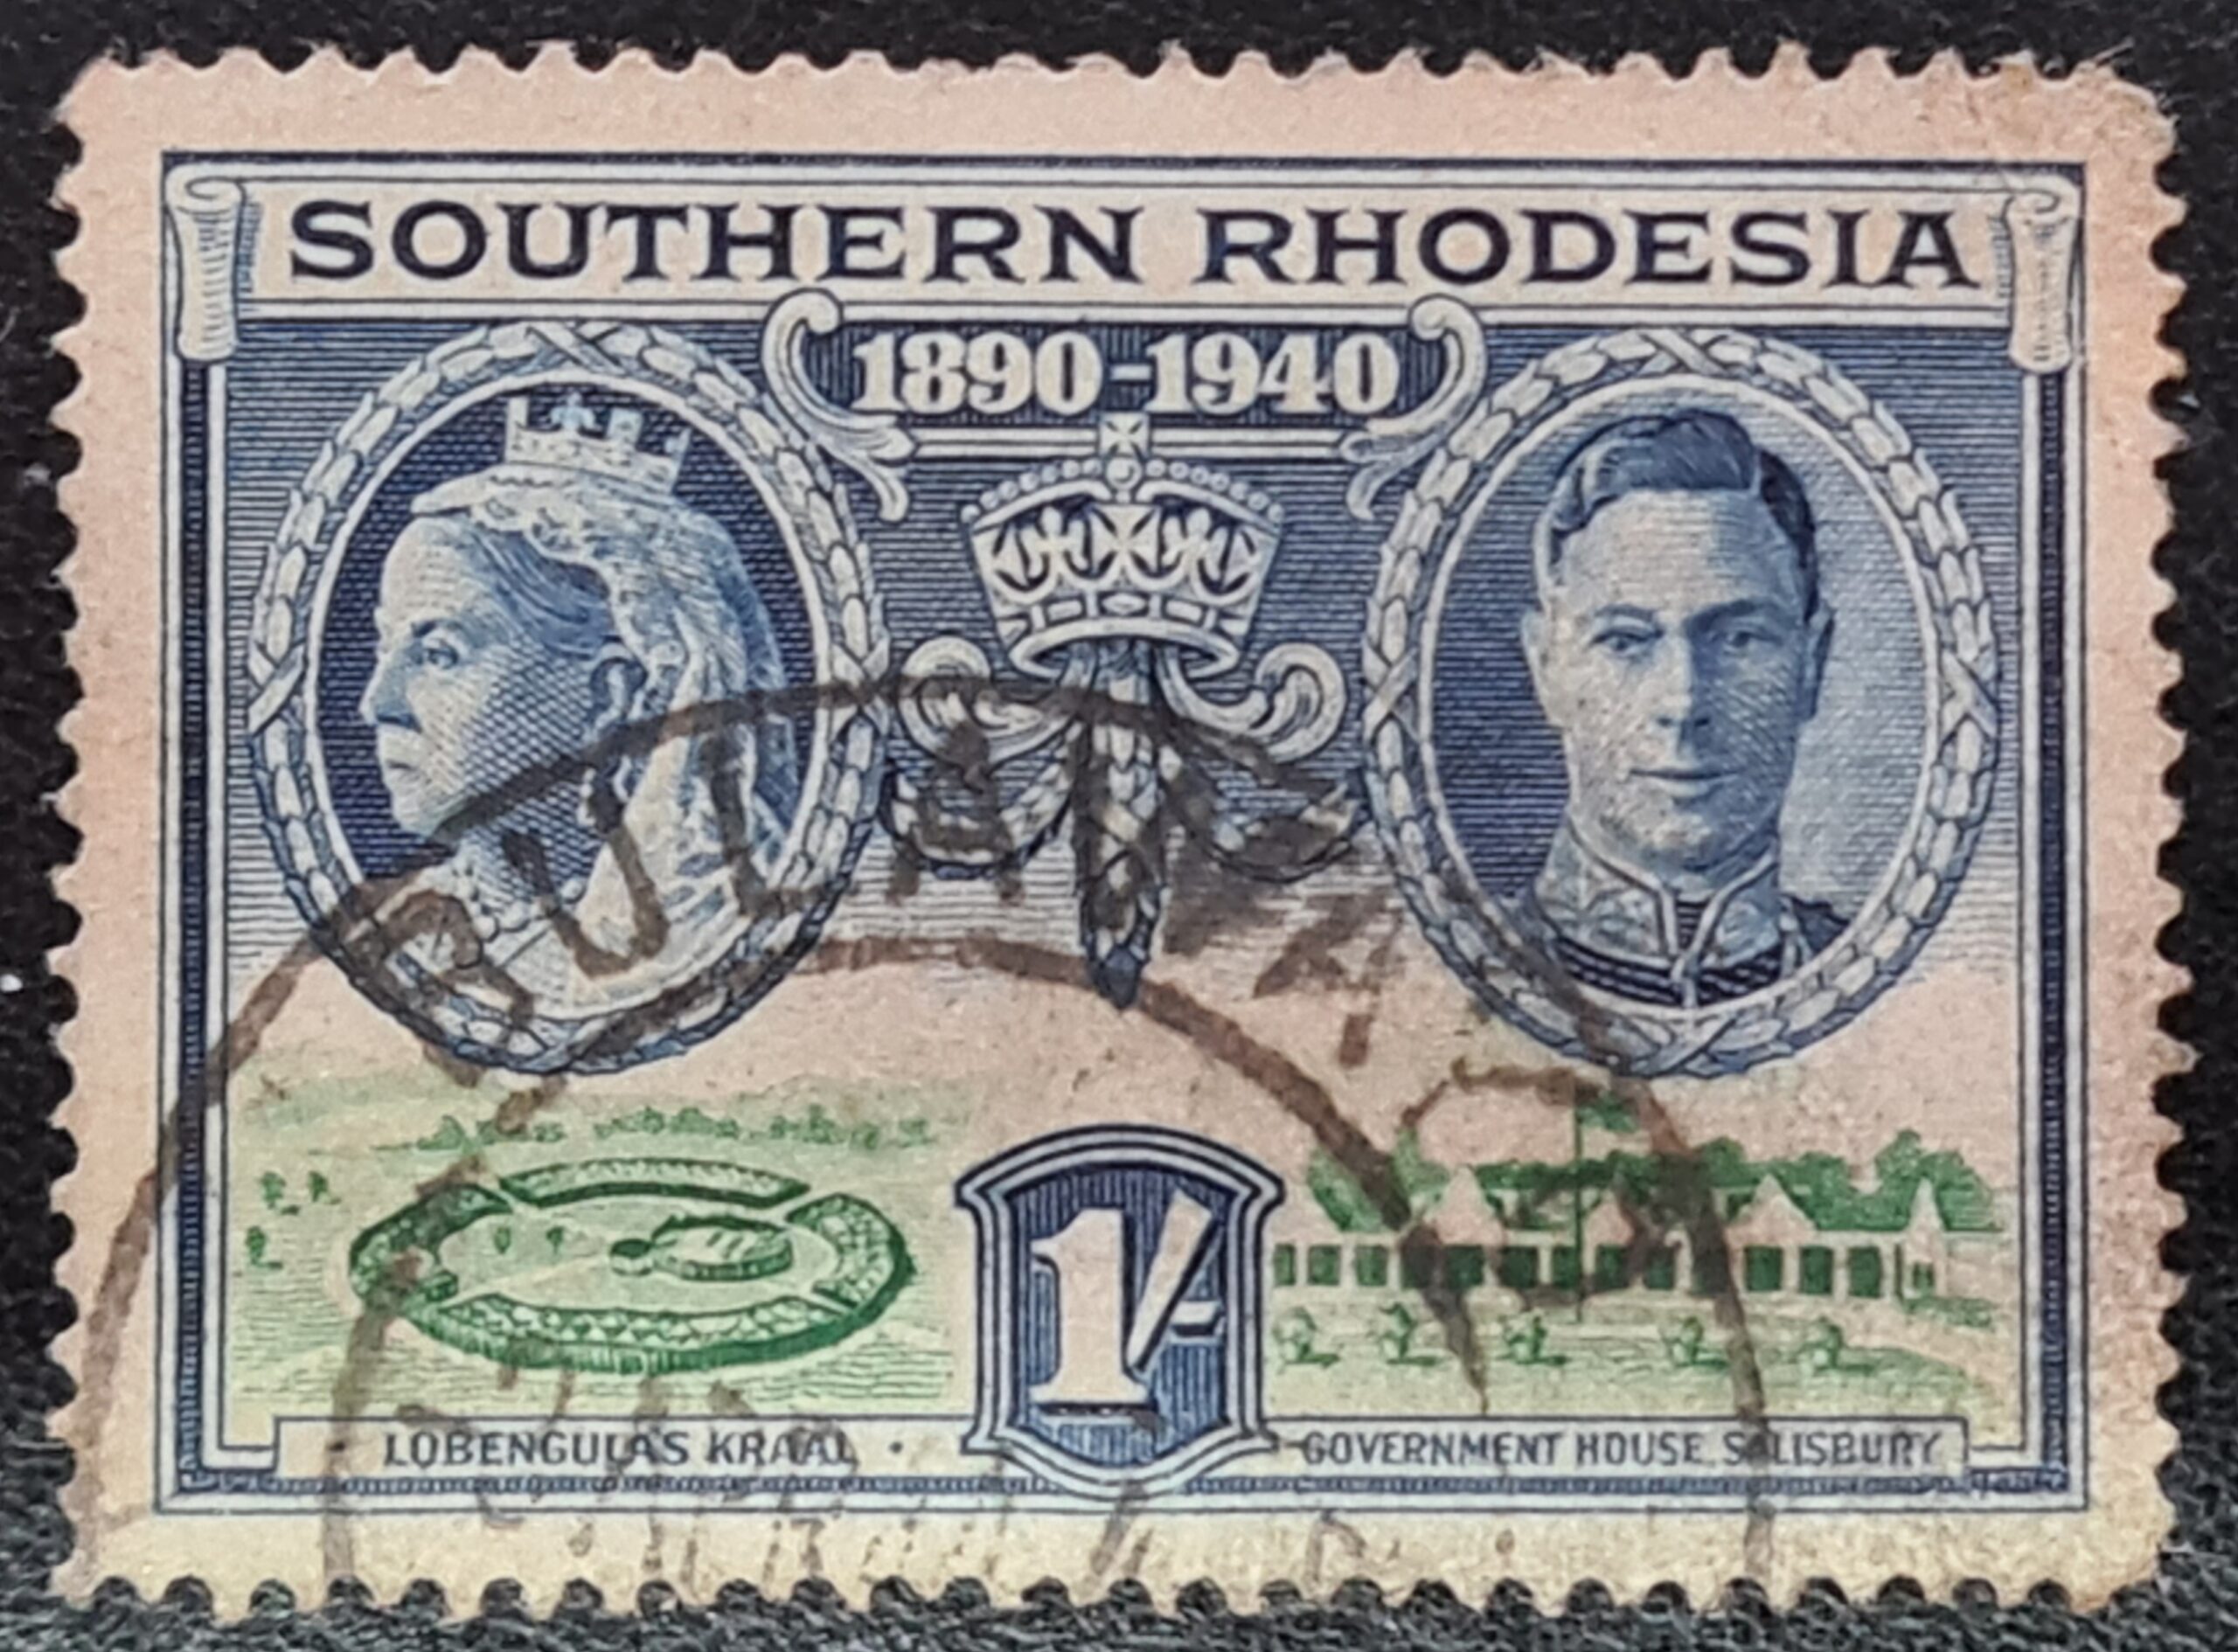 SOUTHERN RHODESIA
1890-1940
1/-
LOBENGULA'S KRAAL · GOVERNMENT HOUSE, SALISBURY